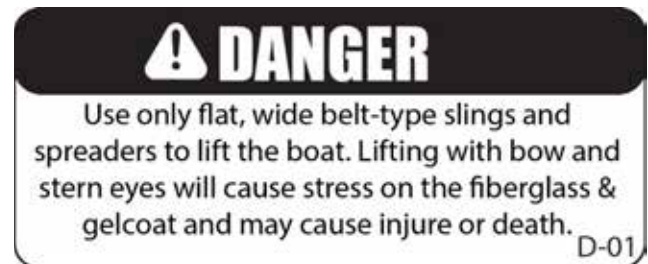 DANGER
Use only flat, wide belt-type slings and
spreaders to lift the boat. Lifting with bow and
stern eyes will cause stress on the fiberglass &
gelcoat and may cause injure or death.
D-01